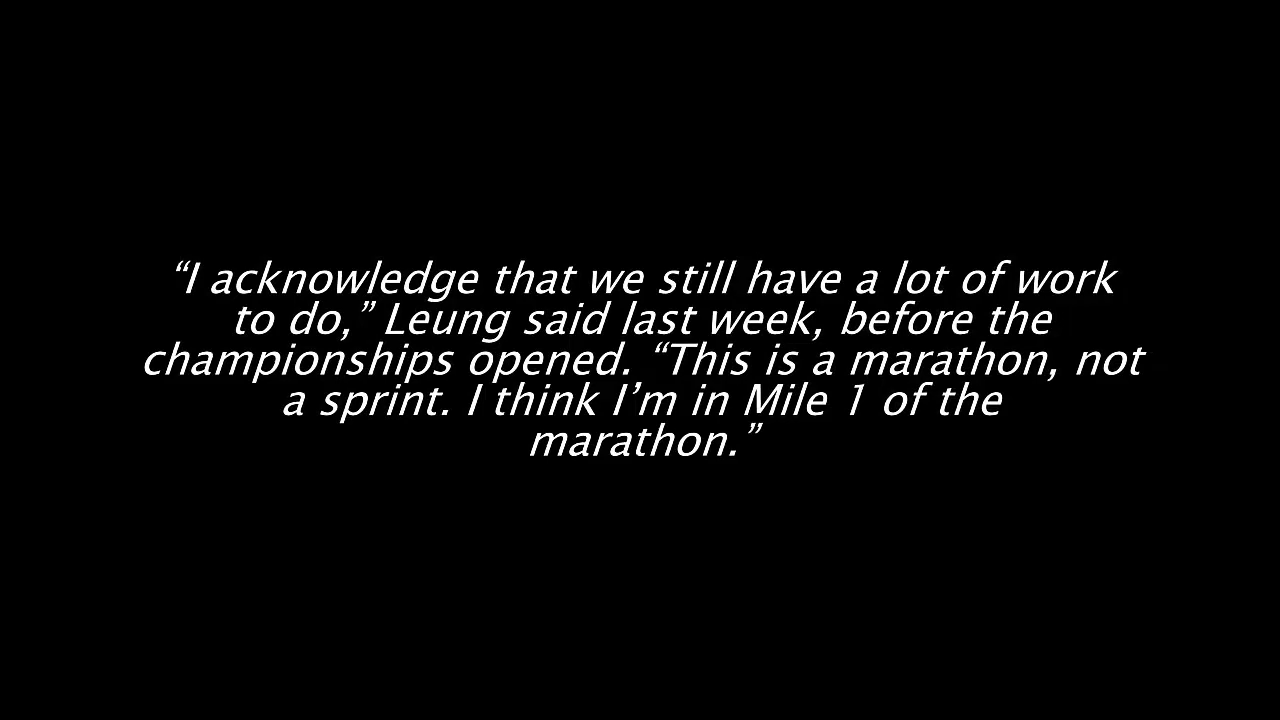 “I acknowledge that we still have a lot of work
to do,” Leung said last week, before the
championships opened. “This is a marathon, not
a sprint. I think I’m in Mile 1 of the
marathon.”